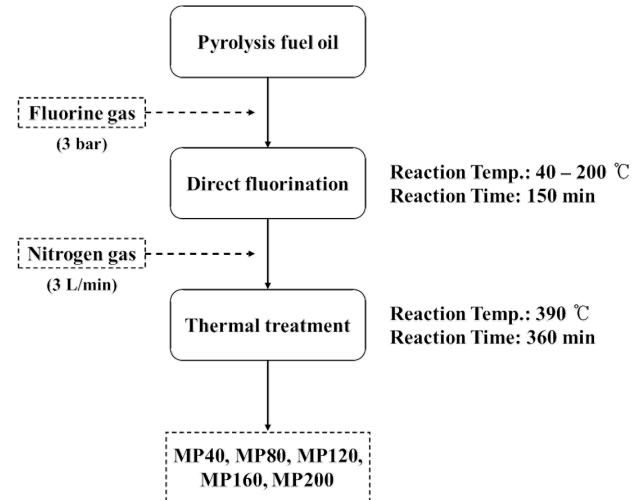 Pyrolysis fuel oil
Fluorine gas
(3 bar)
Direct fluorination
Reaction Temp.: 40 – 200 ℃
Reaction Time: 150 min
Nitrogen gas
(3 L/min)
Thermal treatment
Reaction Temp.: 390 ℃
Reaction Time: 360 min
MP40, MP80, MP120,
MP160, MP200